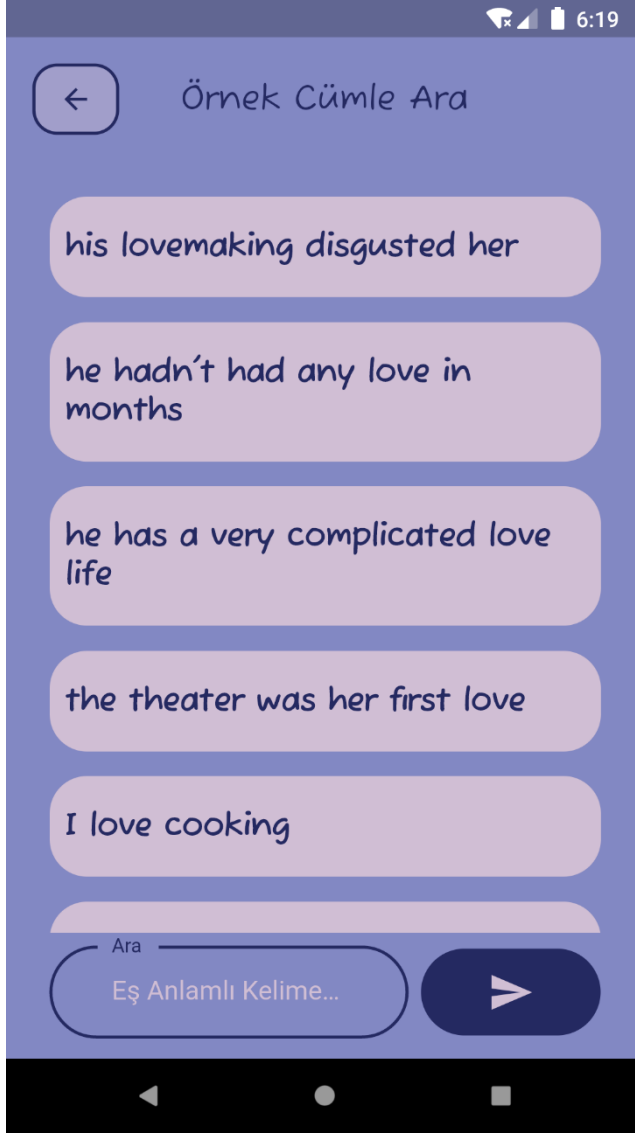 6:19
Örnek Cümle Ara
his lovemaking disgusted her
he hadn´t had any love in
months
he has a very complicated love
life
the theater was her first love
I love cooking
Ara
Eş Anlamlı Kelime...